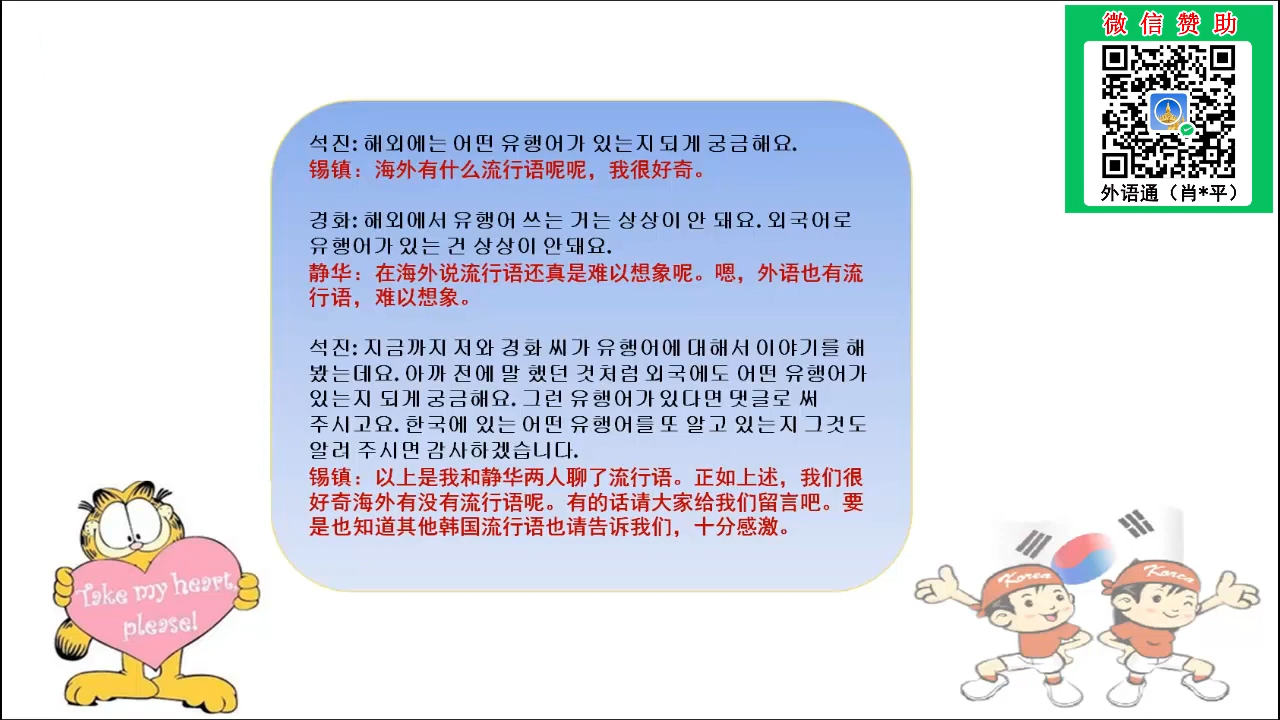 微信赞助
外语通（肖*平）
석진: 해외에는 어떤 유행어가 있는지 되게 궁금해요.
锡镇：海外有什么流行语呢呢，我很好奇。
경화: 해외에서 유행어 쓰는 거는 상상이 안 돼요. 외국어로
유행어가 있는 건 상상이 안돼요.
静华：在海外说流行语还真是难以想象呢。嗯，外语也有流
行语，难以想象。
석진: 지금까지 저와 경화 씨가 유행어에 대해서 이야기를 해
봤는데요. 아까 전에 말 했던 것처럼 외국에도 어떤 유행어가
있는지 되게 궁금해요. 그런 유행어가 있다면 댓글로 써
주시고요. 한국에 있는 어떤 유행어를 또 알고 있는지 그것도
알려 주시면 감사하겠습니다.
锡镇：以上是我和静华两人聊了流行语。正如上述，我们很
好奇海外有没有流行语呢。有的话请大家给我们留言吧。要
是也知道其他韩国流行语也请告诉我们，十分感激。
Take my heart,
please!
Korea
Korea